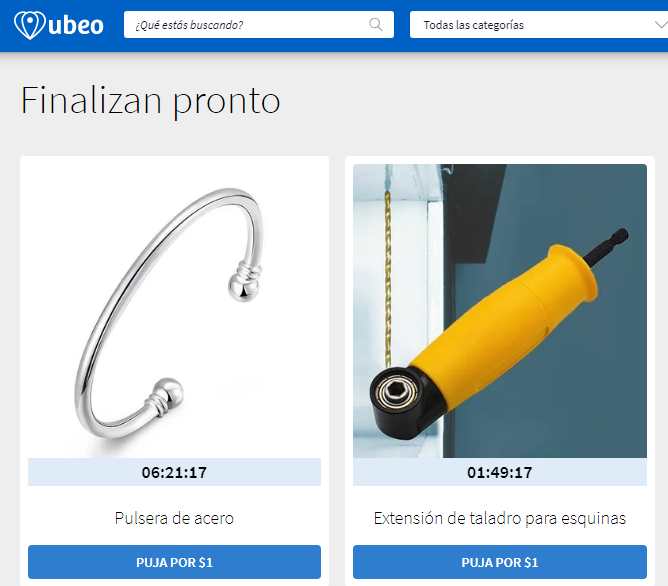 ubeo
¿Qué estás buscando?
Todas las categorías
Finalizan pronto
06:21:17
Pulsera de acero
PUJA POR $1
01:49:17
Extensión de taladro para esquinas
PUJA POR $1